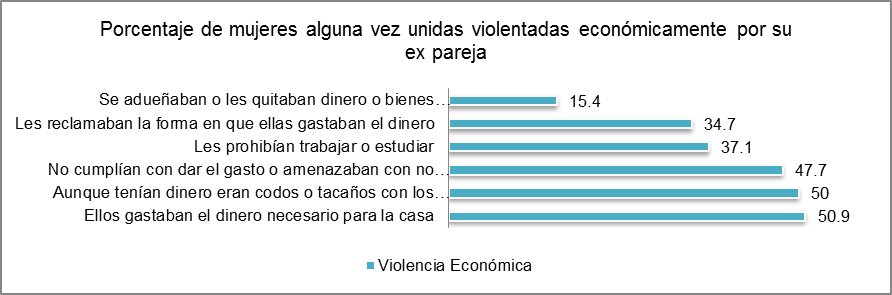 Porcentaje de mujeres alguna vez unidas violentadas económicamente por su
ex pareja
Se adueñaban o les quitaban dinero o bienes… 15.4
Les reclamaban la forma en que ellas gastaban el dinero 34.7
Les prohibían trabajar o estudiar 37.1
No cumplían con dar el gasto o amenazaban con no… 47.7
Aunque tenían dinero eran codos o tacaños con los… 50
Ellos gastaban el dinero necesario para la casa 50.9
Violencia Económica